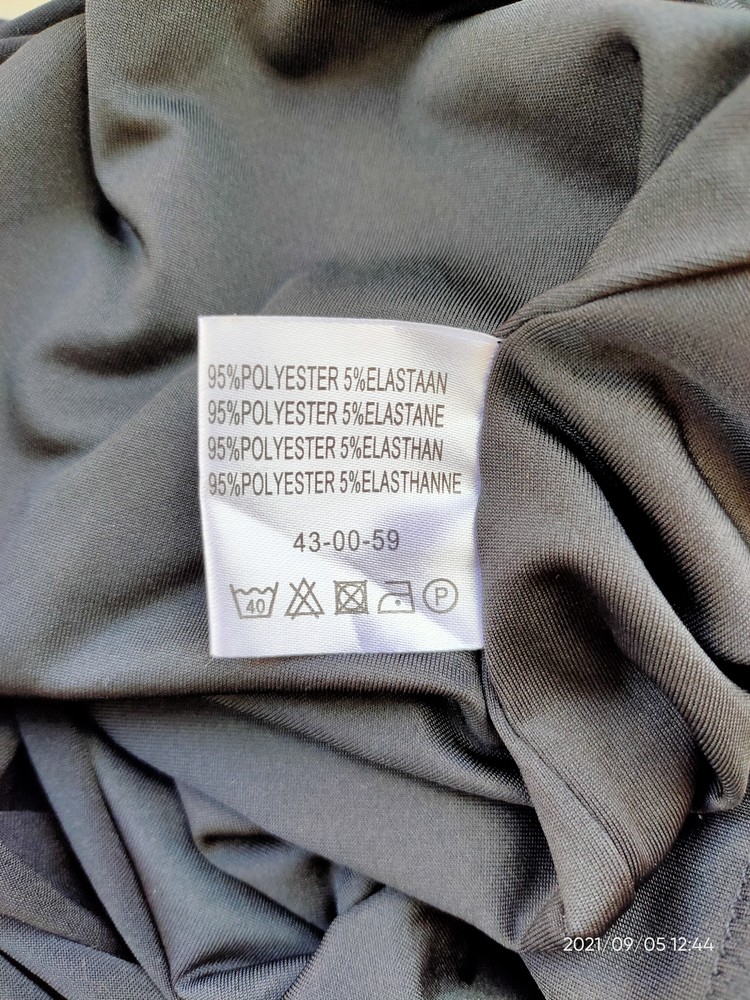 95%POLYESTER 5%ELASTAAN
95%POLYESTER 5%ELASTANE
95%POLYESTER 5%ELASTHAN
95%POLYESTER 5%ELASTHANNE
43-00-59
40 P
2021/09/05 12:44